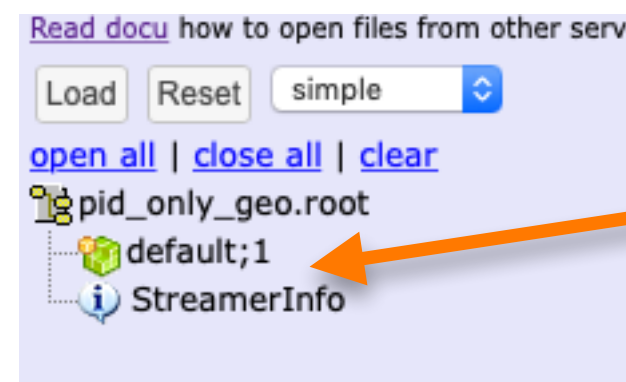 Read docu how to open files from other serv
Load Reset simple
open all | close all | clear
pid_only_geo.root
default;1
StreamerInfo